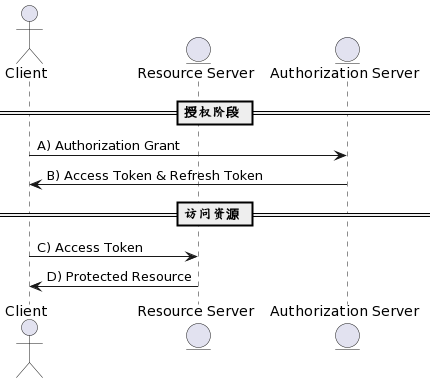 Client
Resource Server
Authorization Server
授权阶段
A) Authorization Grant
B) Access Token & Refresh Token
访问资源
C) Access Token
D) Protected Resource
Client
Resource Server
Authorization Server